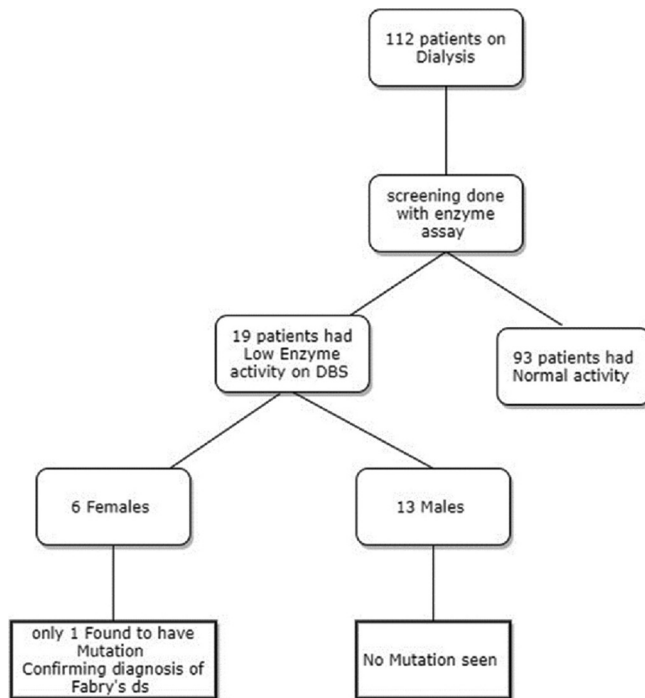 112 patients on
Dialysis
screening done
with enzyme
assay
19 patients had
Low Enzyme
activity on DBS
93 patients had
Normal activity
6 Females
13 Males
only 1 Found to have
Mutation
Confirming diagnosis of
Fabry's ds
No Mutation seen